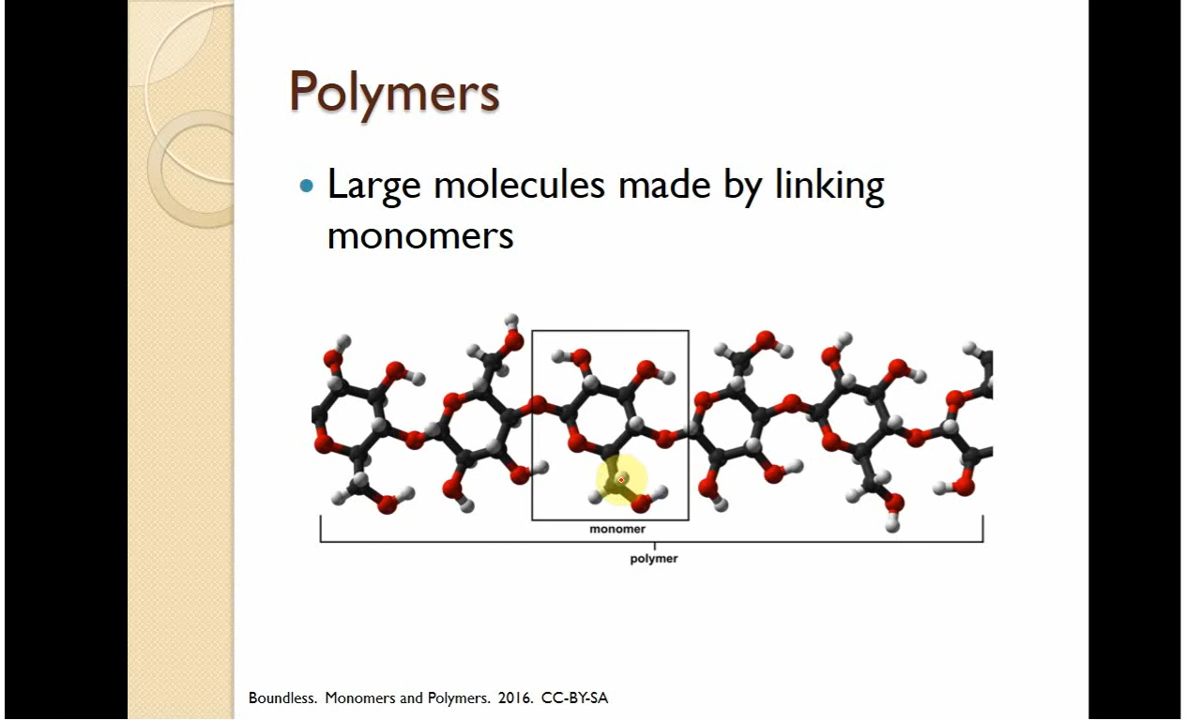 Polymers
Large molecules made by linking
monomers
monomer
polymer
Boundless. Monomers and Polymers. 2016. CC-BY-SA